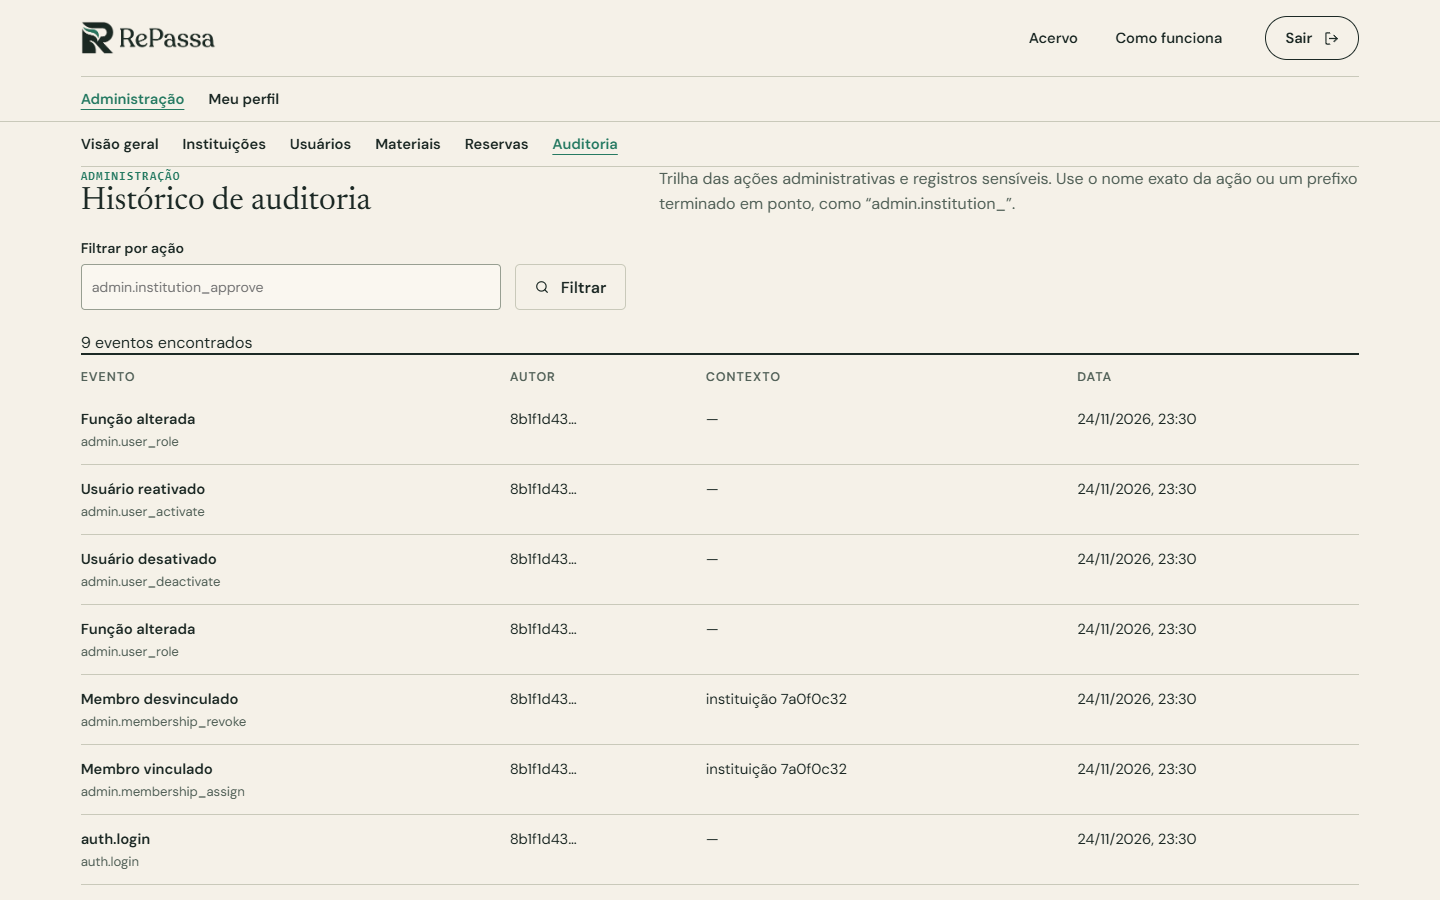 RePassa
Acervo
Como funciona
Sair
Administração
Meu perfil
Visão geral
Instituições
Usuários
Materiais
Reservas
Auditoria
ADMINISTRAÇÃO
Histórico de auditoria
Trilha das ações administrativas e registros sensíveis. Use o nome exato da ação ou um prefixo
terminado em ponto, como “admin.institution_”.
Filtrar por ação
admin.institution_approve
Filtrar
9 eventos encontrados
EVENTO AUTOR CONTEXTO DATA
Função alterada 8b1f1d43… — 24/11/2026, 23:30
admin.user_role
Usuário reativado 8b1f1d43… — 24/11/2026, 23:30
admin.user_activate
Usuário desativado 8b1f1d43… — 24/11/2026, 23:30
admin.user_deactivate
Função alterada 8b1f1d43… — 24/11/2026, 23:30
admin.user_role
Membro desvinculado 8b1f1d43… instituição 7a0f0c32 24/11/2026, 23:30
admin.membership_revoke
Membro vinculado 8b1f1d43… instituição 7a0f0c32 24/11/2026, 23:30
admin.membership_assign
auth.login 8b1f1d43… — 24/11/2026, 23:30
auth.login